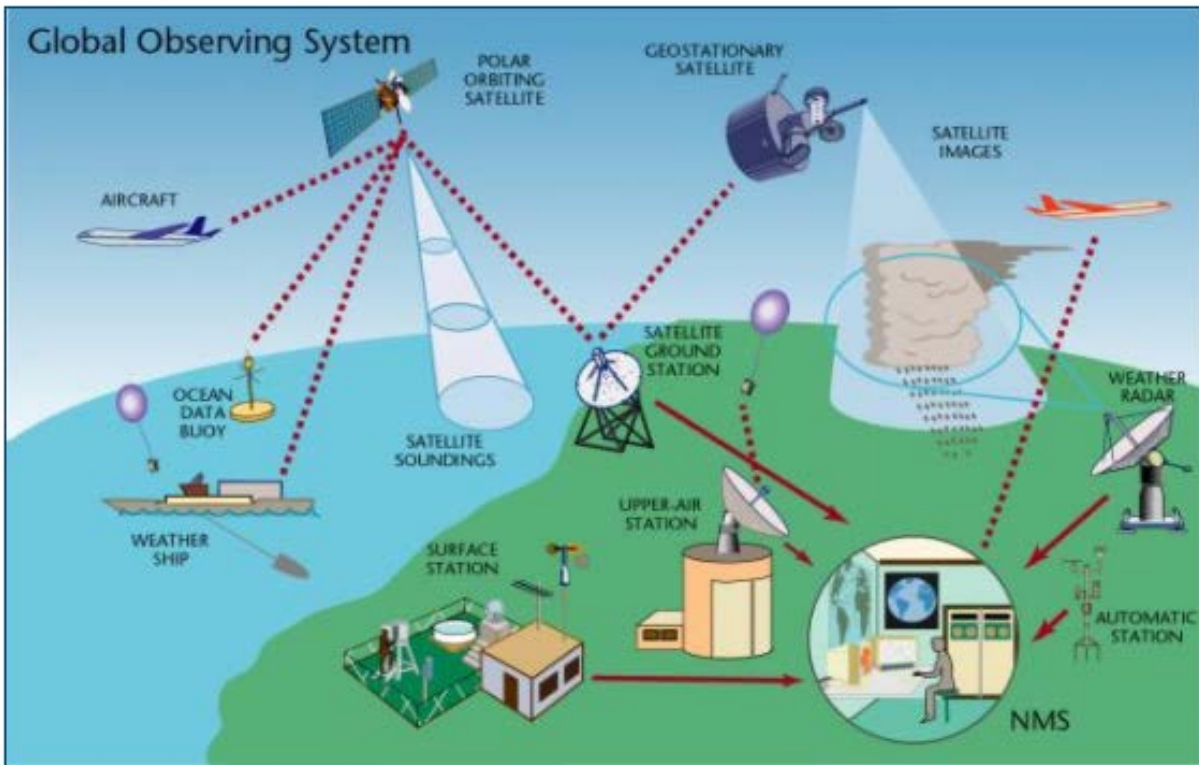 Global Observing System
POLAR
ORBITING
SATELLITE
GEOSTATIONARY
SATELLITE
SATELLITE
IMAGES
AIRCRAFT
OCEAN
DATA
BUOY
SATELLITE
SOUNDINGS
SATELLITE
GROUND
STATION
WEATHER
RADAR
WEATHER
SHIP
SURFACE
STATION
UPPER-AIR
STATION
AUTOMATIC
STATION
NMS